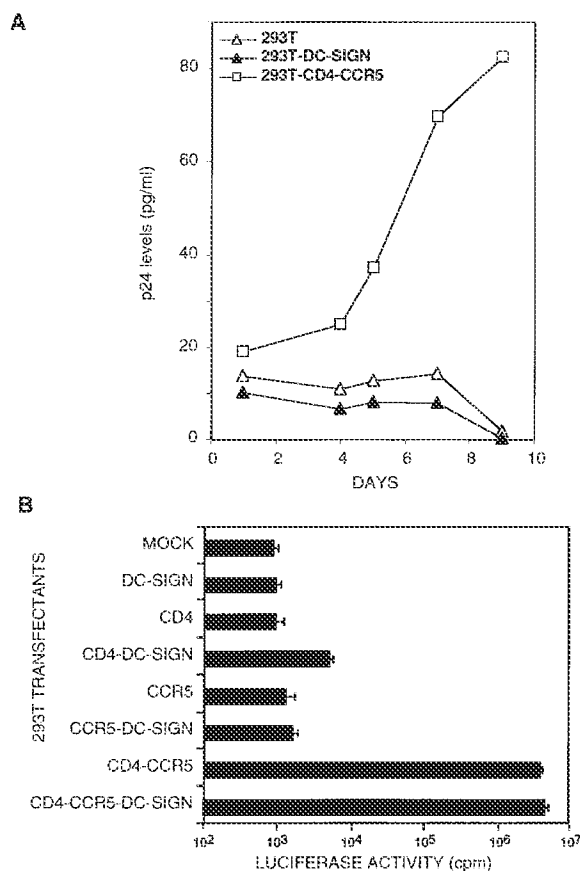 A
293T
293T-DC-SIGN
293T-CD4-CCR5
80
60
40
20
0
p24 levels (pg/ml)
0 2 4 6 8 10
DAYS
B
293T TRANSFECTANTS
MOCK
DC-SIGN
CD4
CD4-DC-SIGN
CCR5
CCR5-DC-SIGN
CD4-CCR5
CD4-CCR5-DC-SIGN
10² 10³ 10⁴ 10⁵ 10⁶ 10⁷
LUCIFERASE ACTIVITY (cpm)